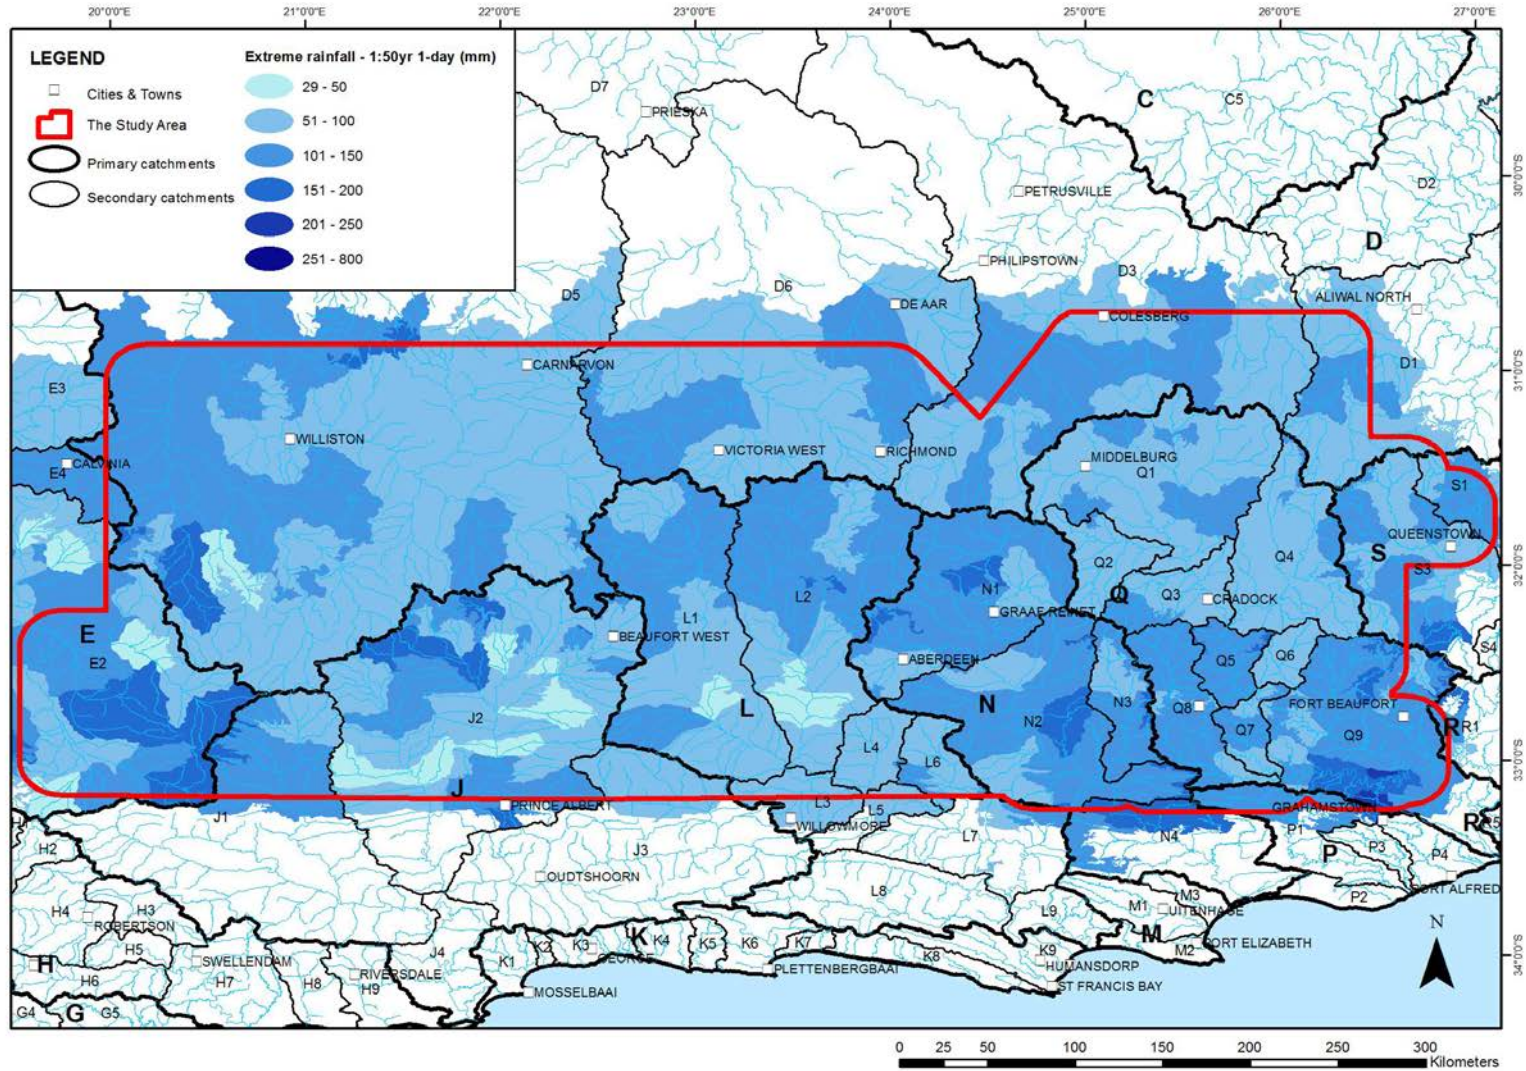 20°0'0"E 21°0'0"E 22°0'0"E 23°0'0"E 24°0'0"E 25°0'0"E 26°0'0"E 27°0'0"E
LEGEND
Cities & Towns
The Study Area
Primary catchments
Secondary catchments
Extreme rainfall - 1:50yr 1-day (mm)
29 - 50
51 - 100
101 - 150
151 - 200
201 - 250
251 - 800
D7
PRIESKA
C
C5
30°0'0"S
D2
PETRUSVILLE
D
PHILIPSTOWN
D3
D5
D6
DE AAR
ALIWAL NORTH
COLESBERG
31°0'0"S
CARNARVON
D1
E3
WILLISTON
VICTORIA WEST
RICHMOND
MIDDELBURG
Q1
CALVINIA
E4
S1
QUEENSTOWN
S
Q2
Q4
S3
32°0'0"S
N1
L2
Q
Q3
CRADOCK
L1
GRAAF REINET
E
BEAUFORT WEST
S4
E2
ABERDEEN
Q5
Q6
J2
L
N
N2
N3
Q8
FORT BEAUFORT
Q7
Q9
R
R1
L4
L6
33°0'0"S
J
PRINCE ALBERT
L3
L5
GRAHAMSTOWN
J1
WILLOWMORE
L7
N4
P1
R
R5
H1
H2
J3
P
P3
P4
OUDTSHOORN
L8
PORT ALFRED
H4
H3
L9
M1
M3
UITENHAGE
P2
ROBERTSON
H5
J4
K1
K2
K3
K
K4
K5
K6
K7
K8
K9
M
M2
PORT ELIZABETH
H
SWELLENDAM
GEORGE
H6
H7
H8
RIVERSDALE
H9
PLETTENBERGBAAI
HUMANSDORP
34°0'0"S
MOSSELBAAI
ST FRANCIS BAY
G4
G
G5
N
0 25 50 100 150 200 250 300
Kilometers